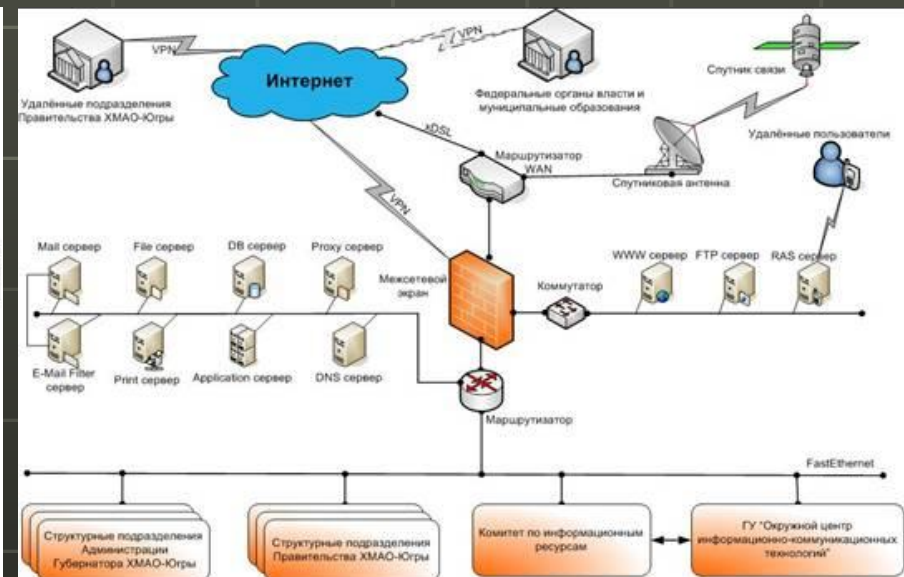 VPN
Интернет
VPN
Удалённые подразделения
Правительства ХМАО-Югры
Федеральные органы власти и
муниципальные образования
Спутник связи
xDSL
Маршрутизатор
WAN
Спутниковая антенна
Удалённые пользователи
VPN
Mail сервер
File сервер
DB сервер
Proxy сервер
Межсетевой
экран
Коммутатор
WWW сервер
FTP сервер
RAS сервер
E-Mail Filter
сервер
Print сервер
Application сервер
DNS сервер
Маршрутизатор
FastEthernet
Структурные подразделения
Администрации
Губернатора ХМАО-Югры
Структурные подразделения
Правительства ХМАО-Югры
Комитет по информационным
ресурсам
ГУ "Окружной центр
информационно-коммуникационных
технологий"